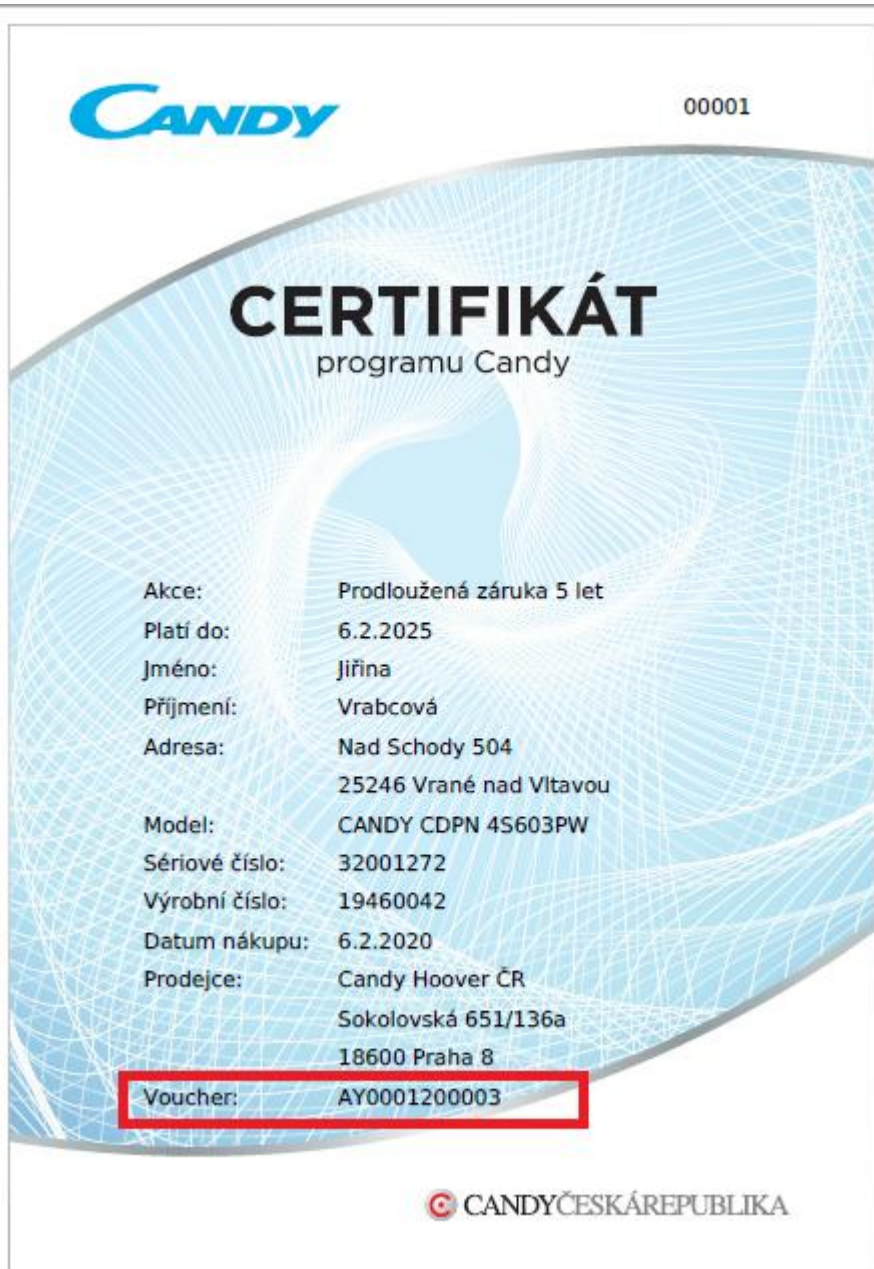 CANDY
00001
CERTIFIKÁT
programu Candy
Akce: Prodloužená záruka 5 let
Platí do: 6.2.2025
Jméno: Jiřina
Příjmení: Vrabcová
Adresa: Nad Schody 504
25246 Vrané nad Vltavou
Model: CANDY CDPN 4S603PW
Sériové číslo: 32001272
Výrobní číslo: 19460042
Datum nákupu: 6.2.2020
Prodejce: Candy Hoover ČR
Sokolovská 651/136a
18600 Praha 8
Voucher: AY0001200003
CANDYČESKÁREPUBLIKA